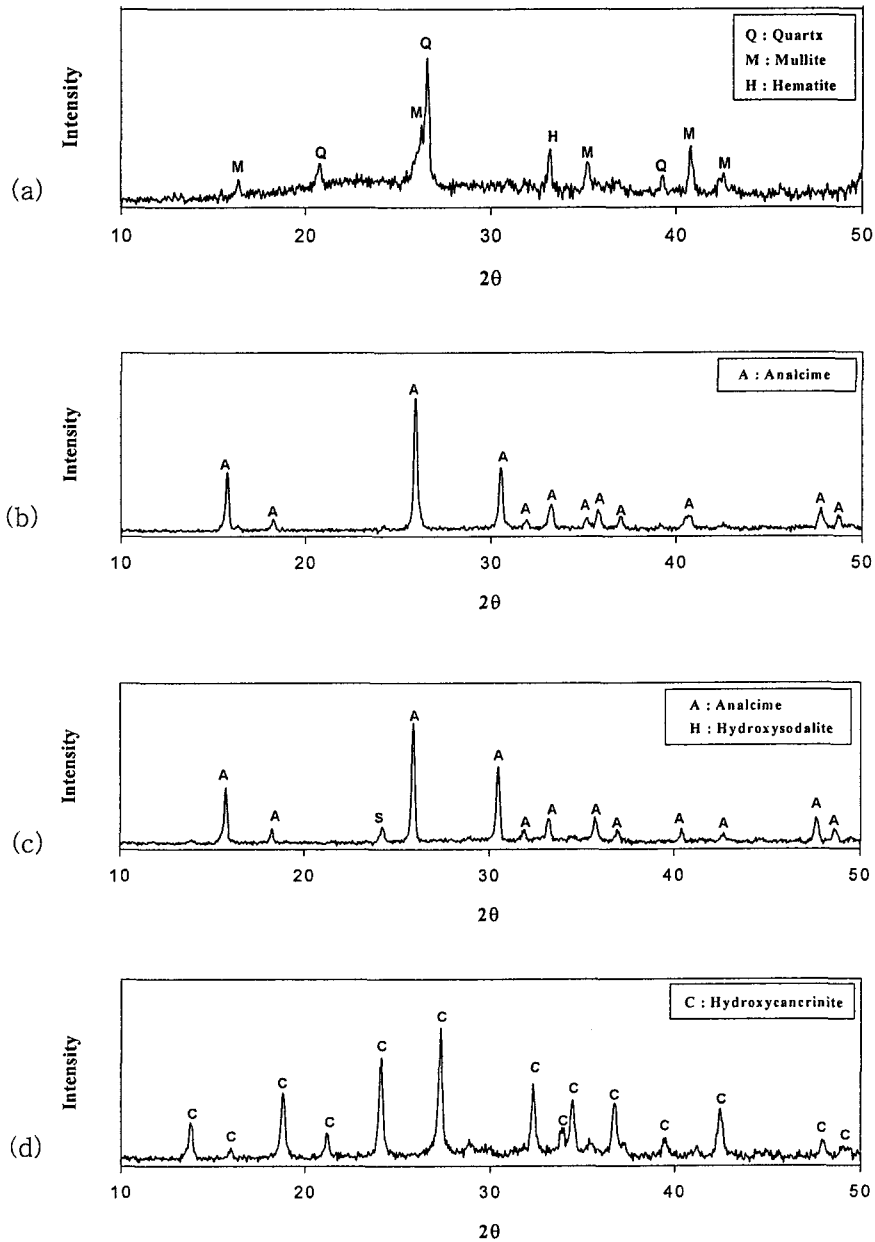 Q : Quartx
M : Mullite
H : Hematite
Intensity
(a)
M
Q
M
Q
H
M
Q
M
M
10
20
30
40
50
2θ
A : Analcime
Intensity
(b)
A
A
A
A
A
A
A
A
A
A
A
A
10
20
30
40
50
2θ
A : Analcime
H : Hydroxysodalite
Intensity
(c)
A
A
S
A
A
A
A
A
A
A
A
A
A
10
20
30
40
50
2θ
C : Hydroxycancrinite
Intensity
(d)
C
C
C
C
C
C
C
C
C
C
C
C
C
C
10
20
30
40
50
2θ